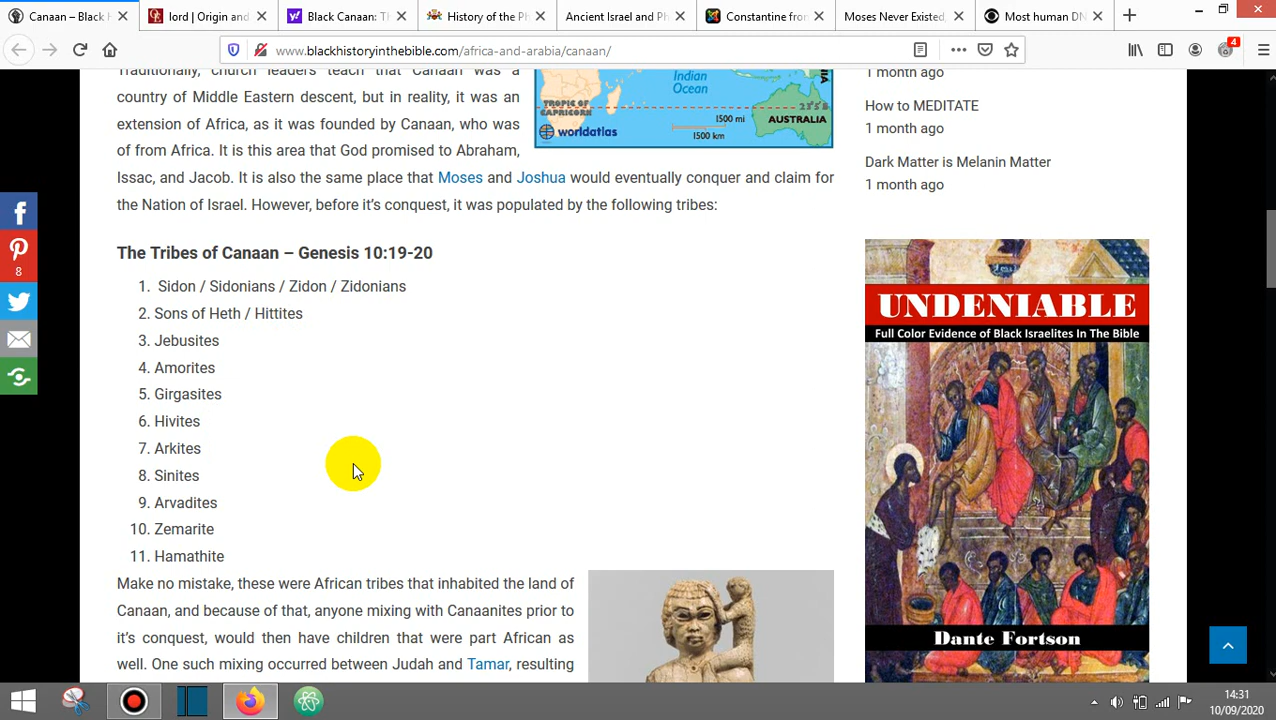 Canaan – Black H
lord | Origin and
Black Canaan: Th
History of the Ph
Ancient Israel and Ph
Constantine from
Moses Never Existed,
Most human DN
www.blackhistoryinthebible.com/africa-and-arabia/canaan/
4
Traditionally, church leaders teach that Canaan was a
country of Middle Eastern descent, but in reality, it was an
extension of Africa, as it was founded by Canaan, who was
of from Africa. It is this area that God promised to Abraham,
Issac, and Jacob. It is also the same place that Moses and Joshua would eventually conquer and claim for
the Nation of Israel. However, before it's conquest, it was populated by the following tribes:
Indian
Ocean
TROPIC OF
CAPRICORN
23°5'S
AUSTRALIA
1500 mi
1500 km
worldatlas
1 month ago
How to MEDITATE
1 month ago
Dark Matter is Melanin Matter
1 month ago
8
The Tribes of Canaan – Genesis 10:19-20
1. Sidon / Sidonians / Zidon / Zidonians
2. Sons of Heth / Hittites
3. Jebusites
4. Amorites
5. Girgasites
6. Hivites
7. Arkites
8. Sinites
9. Arvadites
10. Zemarite
11. Hamathite
Make no mistake, these were African tribes that inhabited the land of
Canaan, and because of that, anyone mixing with Canaanites prior to
it's conquest, would then have children that were part African as
well. One such mixing occurred between Judah and Tamar, resulting
UNDENIABLE
Full Color Evidence of Black Israelites In The Bible
Dante Fortson
14:31
10/09/2020